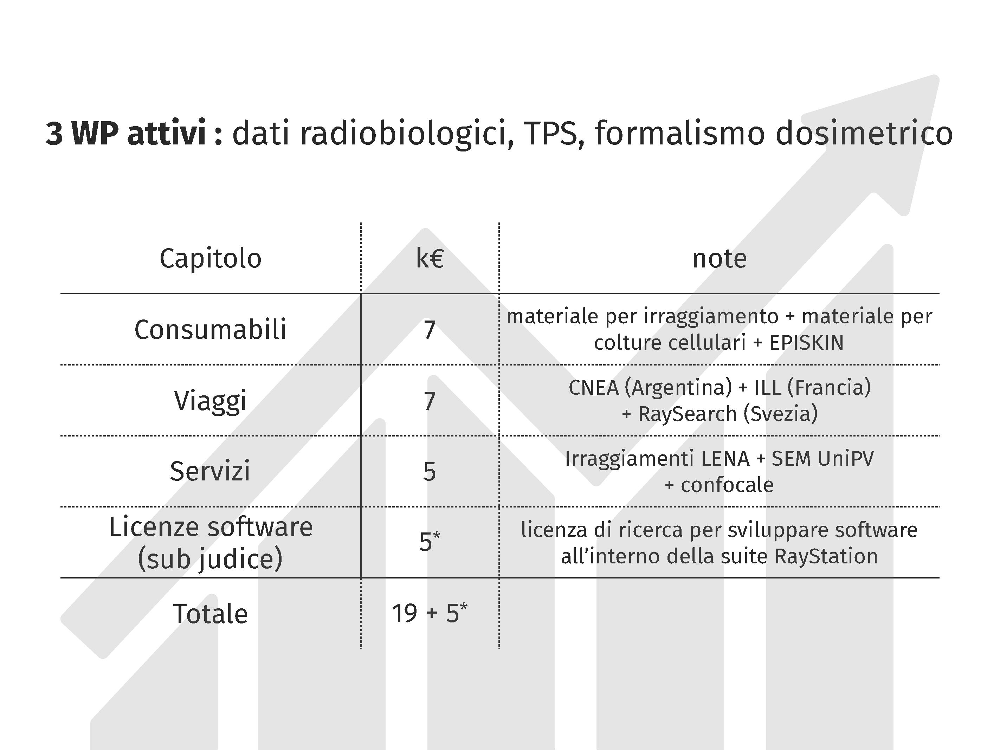 3 WP attivi : dati radiobiologici, TPS, formalismo dosimetrico
Capitolo k€ note
Consumabili 7 materiale per irraggiamento + materiale per
colture cellulari + EPISKIN
Viaggi 7 CNEA (Argentina) + ILL (Francia)
+ RaySearch (Svezia)
Servizi 5 Irraggiamenti LENA + SEM UniPV
+ confocale
Licenze software
(sub judice) 5* licenza di ricerca per sviluppare software
all’interno della suite RayStation
Totale 19 + 5*